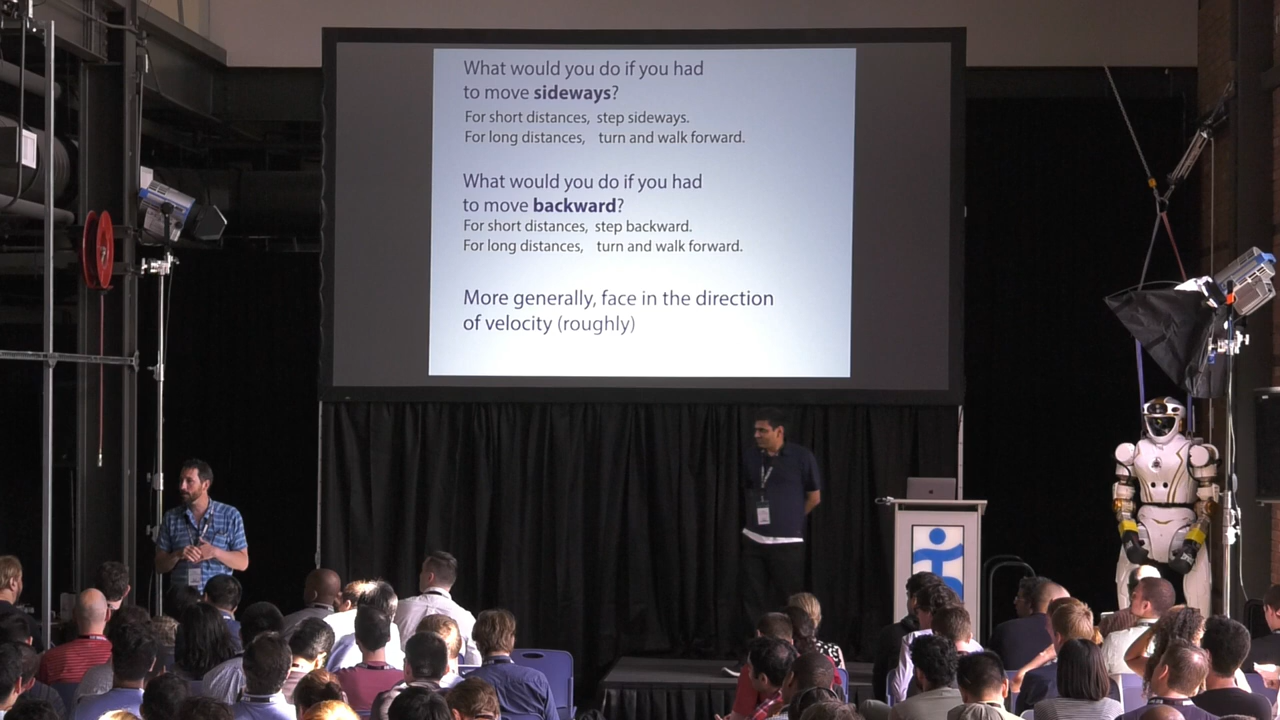 What would you do if you had
to move sideways?
For short distances, step sideways.
For long distances, turn and walk forward.
What would you do if you had
to move backward?
For short distances, step backward.
For long distances, turn and walk forward.
More generally, face in the direction
of velocity (roughly)